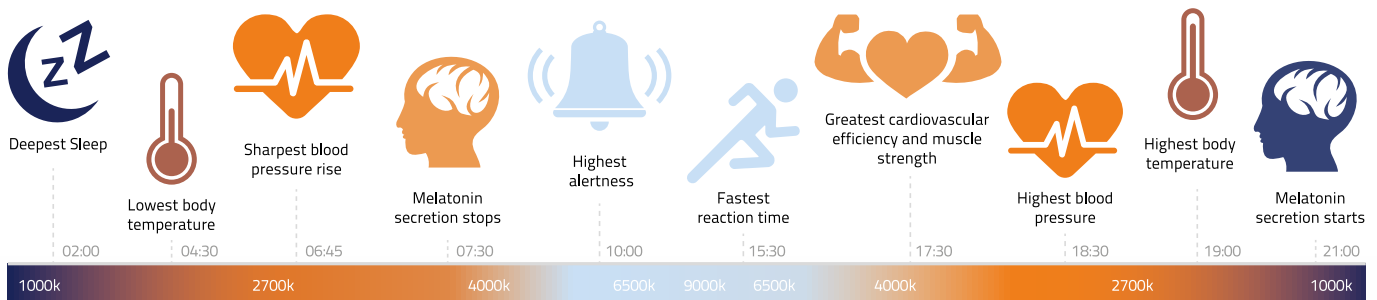 z
Z
Deepest Sleep
02:00
Lowest body
temperature
04:30
Sharpest blood
pressure rise
06:45
Melatonin
secretion stops
07:30
Highest
alertness
10:00
Fastest
reaction time
15:30
Greatest cardiovascular
efficiency and muscle
strength
17:30
Highest blood
pressure
18:30
Highest body
temperature
19:00
Melatonin
secretion starts
21:00
1000k
2700k
4000k
6500k
9000k
6500k
4000k
2700k
1000k